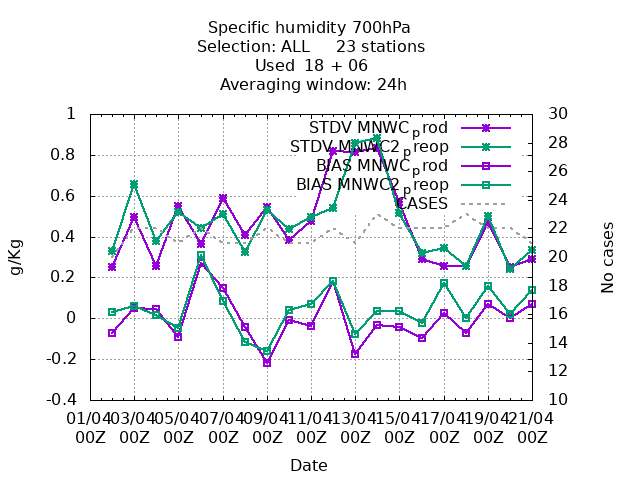 Specific humidity 700hPa
Selection: ALL 23 stations
Used 18 + 06
Averaging window: 24h
g/Kg
1
0.8
0.6
0.4
0.2
0
-0.2
-0.4
STDV MNWC_prod
STDV MNWC2_preop
BIAS MNWC_prod
BIAS MNWC2_preop
CASES
No cases
30
28
26
24
22
20
18
16
14
12
10
01/04 03/04 05/04 07/04 09/04 11/04 13/04 15/04 17/04 19/04 21/04
00Z 00Z 00Z 00Z 00Z 00Z 00Z 00Z 00Z 00Z 00Z
Date